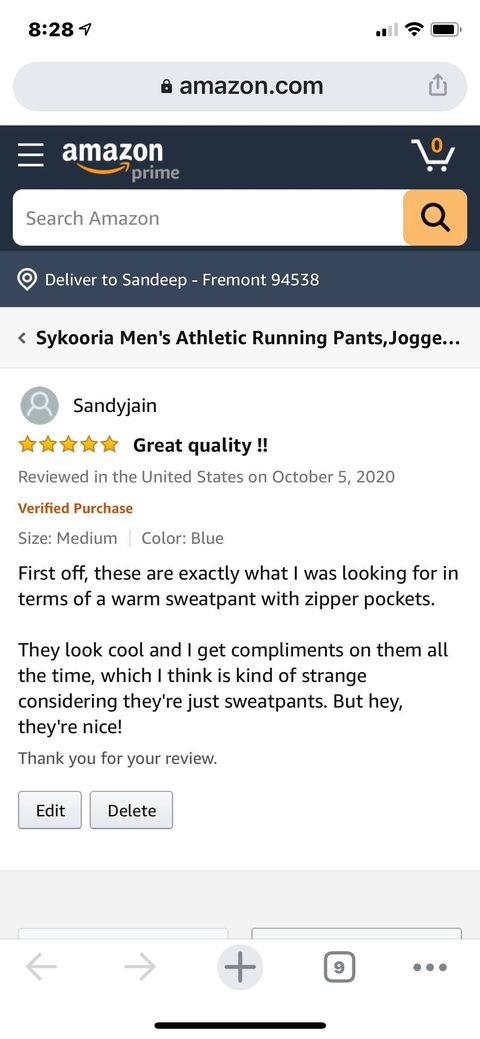 8:28
amazon.com
amazon
prime
0
Search Amazon
Deliver to Sandeep - Fremont 94538
Sykooria Men's Athletic Running Pants,Jogge...
Sandyjain
Great quality !!
Reviewed in the United States on October 5, 2020
Verified Purchase
Size: Medium | Color: Blue
First off, these are exactly what I was looking for in
terms of a warm sweatpant with zipper pockets.
They look cool and I get compliments on them all
the time, which I think is kind of strange
considering they're just sweatpants. But hey,
they're nice!
Thank you for your review.
Edit Delete
9